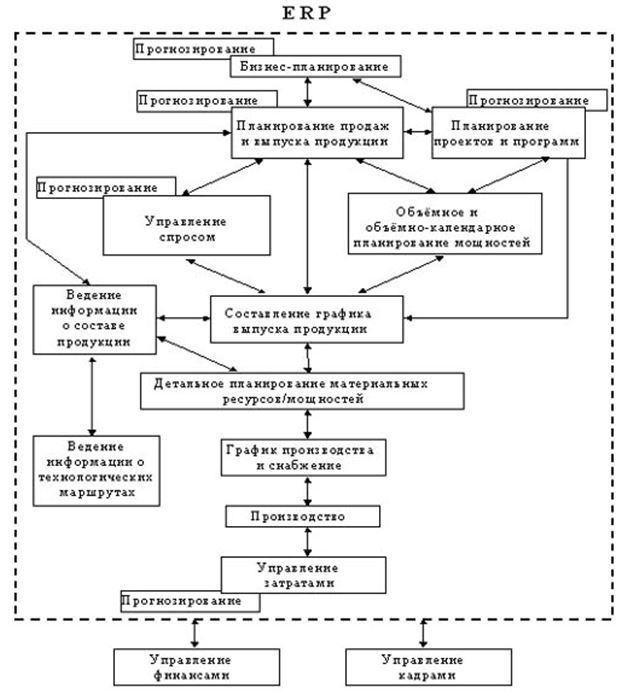 ERP
Прогнозирование
Бизнес-планирование
Прогнозирование
Планирование продаж
и выпуска продукции
Прогнозирование
Планирование
проектов и программ
Прогнозирование
Управление
спросом
Объёмное и
объёмно-календарное
планирование мощностей
Ведение
информации
о составе
продукции
Составление графика
выпуска продукции
Детальное планирование материальных
ресурсов/мощностей
Ведение
информации о
технологических
маршрутах
График производства
и снабжение
Производство
Управление
затратами
Прогнозирование
Управление
финансами
Управление
кадрами